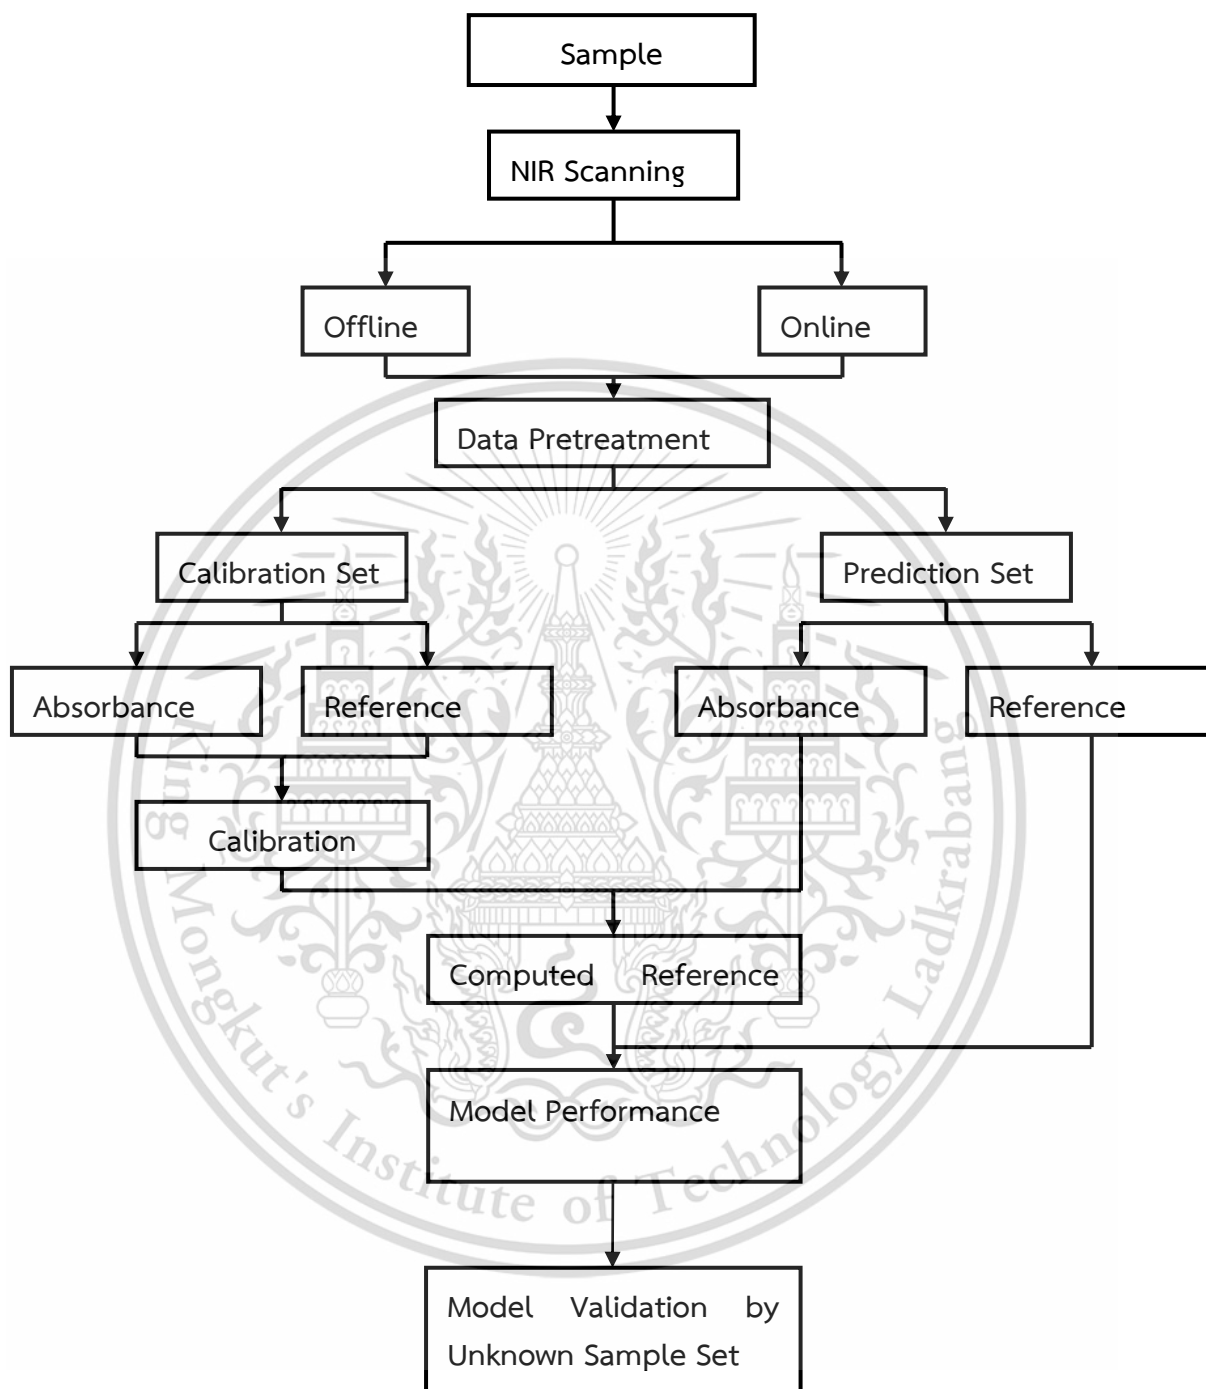 Sample
NIR Scanning
Offline
Online
Data Pretreatment
Calibration Set
Prediction Set
Absorbance
Reference
Absorbance
Reference
Calibration
Computed Reference
Model Performance
Model Validation by
Unknown Sample Set
King Mongkut's Institute of Technology Ladkrabang